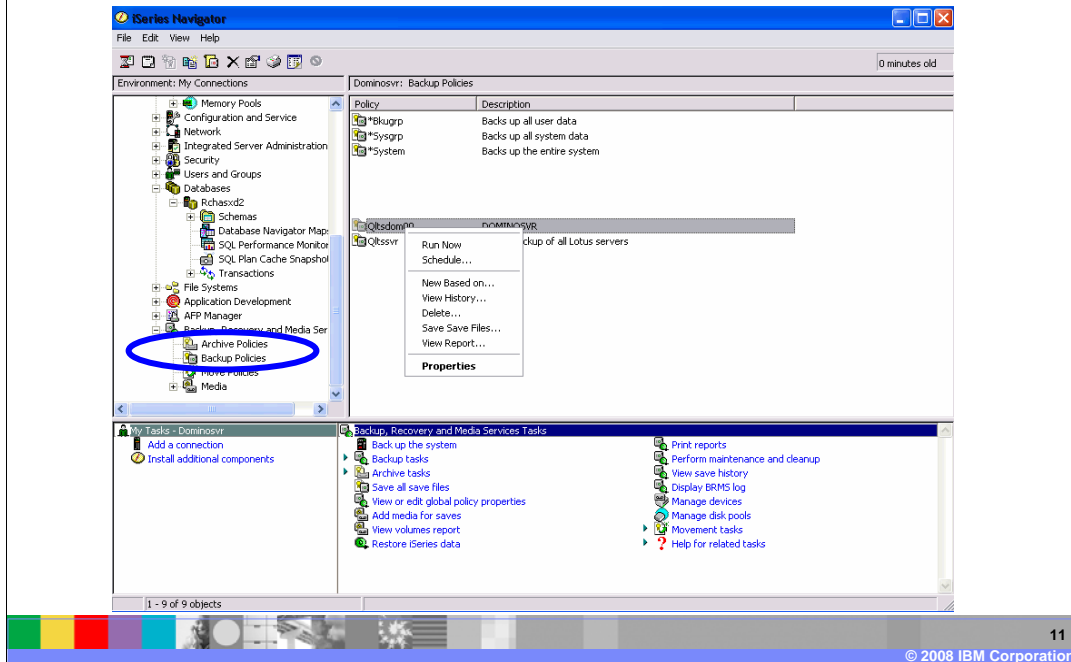 iSeries Navigator
File Edit View Help
0 minutes old
Environment: My Connections
Dominosvr: Backup Policies
Memory Pools
Configuration and Service
Network
Integrated Server Administration
Security
Users and Groups
Databases
Rchasxd2
Schemas
Database Navigator Map
SQL Performance Monitor
SQL Plan Cache Snapshot
Transactions
File Systems
Application Development
AFP Manager
Backup, Recovery and Media Ser
Archive Policies
Backup Policies
Move Policies
Media
Policy Description
*Bkugrp Backs up all user data
*Sysgrp Backs up all system data
*System Backs up the entire system
Qltsdom00 DOMINOSVR
Qltssvr ckup of all Lotus servers
Run Now
Schedule...
New Based on...
View History...
Delete...
Save Save Files...
View Report...
Properties
My Tasks - Dominosvr
Add a connection
Install additional components
Backup, Recovery and Media Services Tasks
Back up the system
Backup tasks
Archive tasks
Save all save files
View or edit global policy properties
Add media for saves
View volumes report
Restore iSeries data
Print reports
Perform maintenance and cleanup
View save history
Display BRMS log
Manage devices
Manage disk pools
Movement tasks
? Help for related tasks
1 - 9 of 9 objects
11
© 2008 IBM Corporation